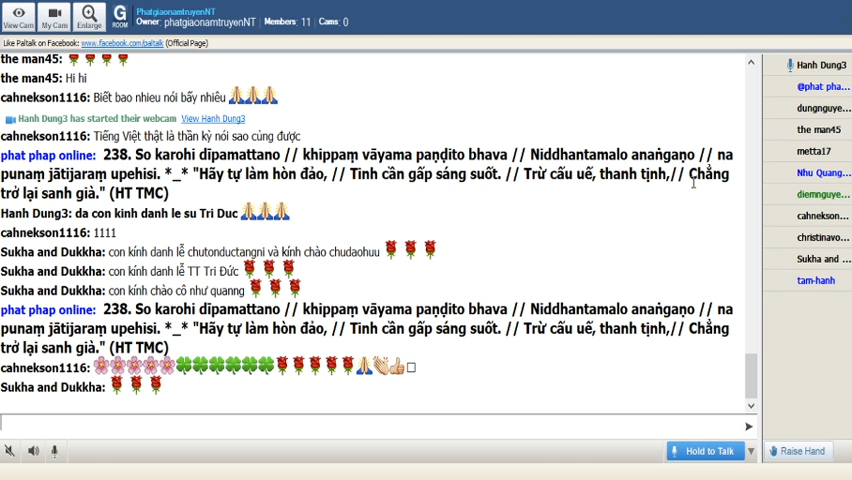 View Cam
My Cam
Enlarge
G
ROOM
PhatgiaonamtruyenNT
Owner: phatgiaonamtruyenNT Members: 11 Cams: 0
Like Paltalk on Facebook: www.facebook.com/paltalk (Official Page)
the man45:
the man45: Hi hi
cahnekson1116: Biết bao nhieu nói bấy nhiêu
Hanh Dung3 has started their webcam View Hanh Dung3
cahnekson1116: Tiếng Việt thật là thần kỳ nói sao củng được
phat phap online: 238. So karohi dīpamattano // khippaṃ vāyama paṇḍito bhava // Niddhantamalo anaṅgaṇo // na
punaṃ jātijaraṃ upehisi. *_* "Hãy tự làm hòn đảo, // Tinh cần gấp sáng suốt. // Trừ cấu uế, thanh tịnh,// Chẳng
trở lại sanh già." (HT TMC)
Hanh Dung3: da con kinh danh le su Tri Duc
cahnekson1116: 1111
Sukha and Dukkha: con kính danh lễ chutonductangni và kính chào chudaohuu
Sukha and Dukkha: con kính danh lễ TT Tri Đức
Sukha and Dukkha: con kính chào cô như quanng
phat phap online: 238. So karohi dīpamattano // khippaṃ vāyama paṇḍito bhava // Niddhantamalo anaṅgaṇo // na
punaṃ jātijaraṃ upehisi. *_* "Hãy tự làm hòn đảo, // Tinh cần gấp sáng suốt. // Trừ cấu uế, thanh tịnh,// Chẳng
trở lại sanh già." (HT TMC)
cahnekson1116:
Sukha and Dukkha:
Hold to Talk
Hanh Dung3
@phat pha...
dungnguye...
the man45
metta17
Nhu Quang...
diemnguye...
cahnekson...
christinavo...
Sukha and ...
tam-hanh
Raise Hand